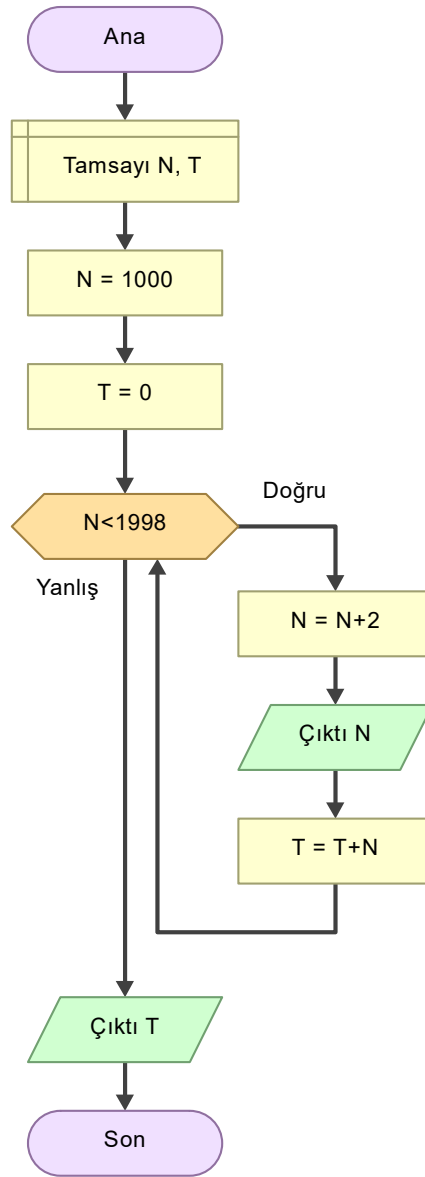 Ana
Tamsayı N, T
N = 1000
T = 0
N<1998
Doğru
Yanlış
N = N+2
Çıktı N
T = T+N
Çıktı T
Son